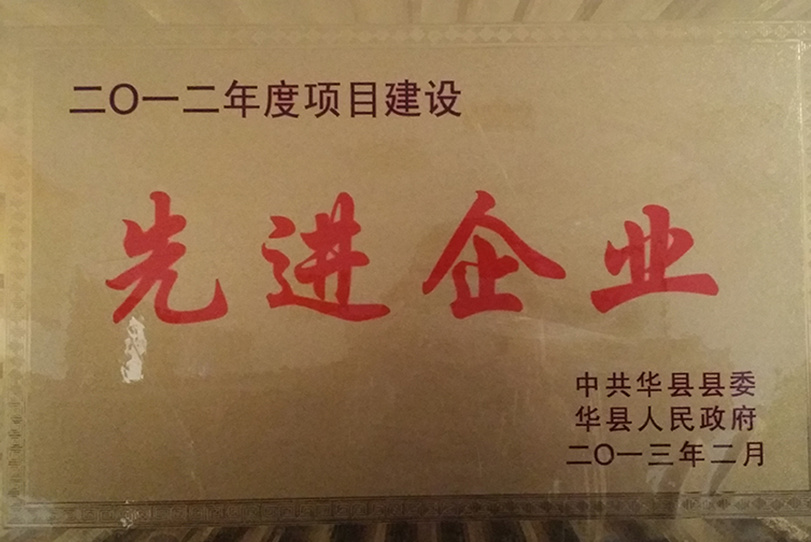 二〇一二年度项目建设
先进企业
中共华县县委
华县人民政府
二〇一三年二月